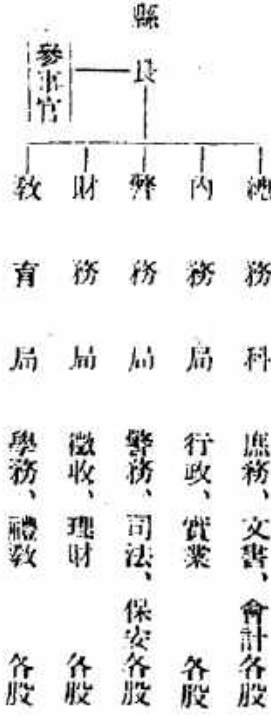 縣長
參事官
總務科 庶務、文書、會計各股
內務局 行政、實業 各股
警務局 警務、司法、保安各股
財務局 徵收、理財 各股
敎育局 學務、禮敎 各股